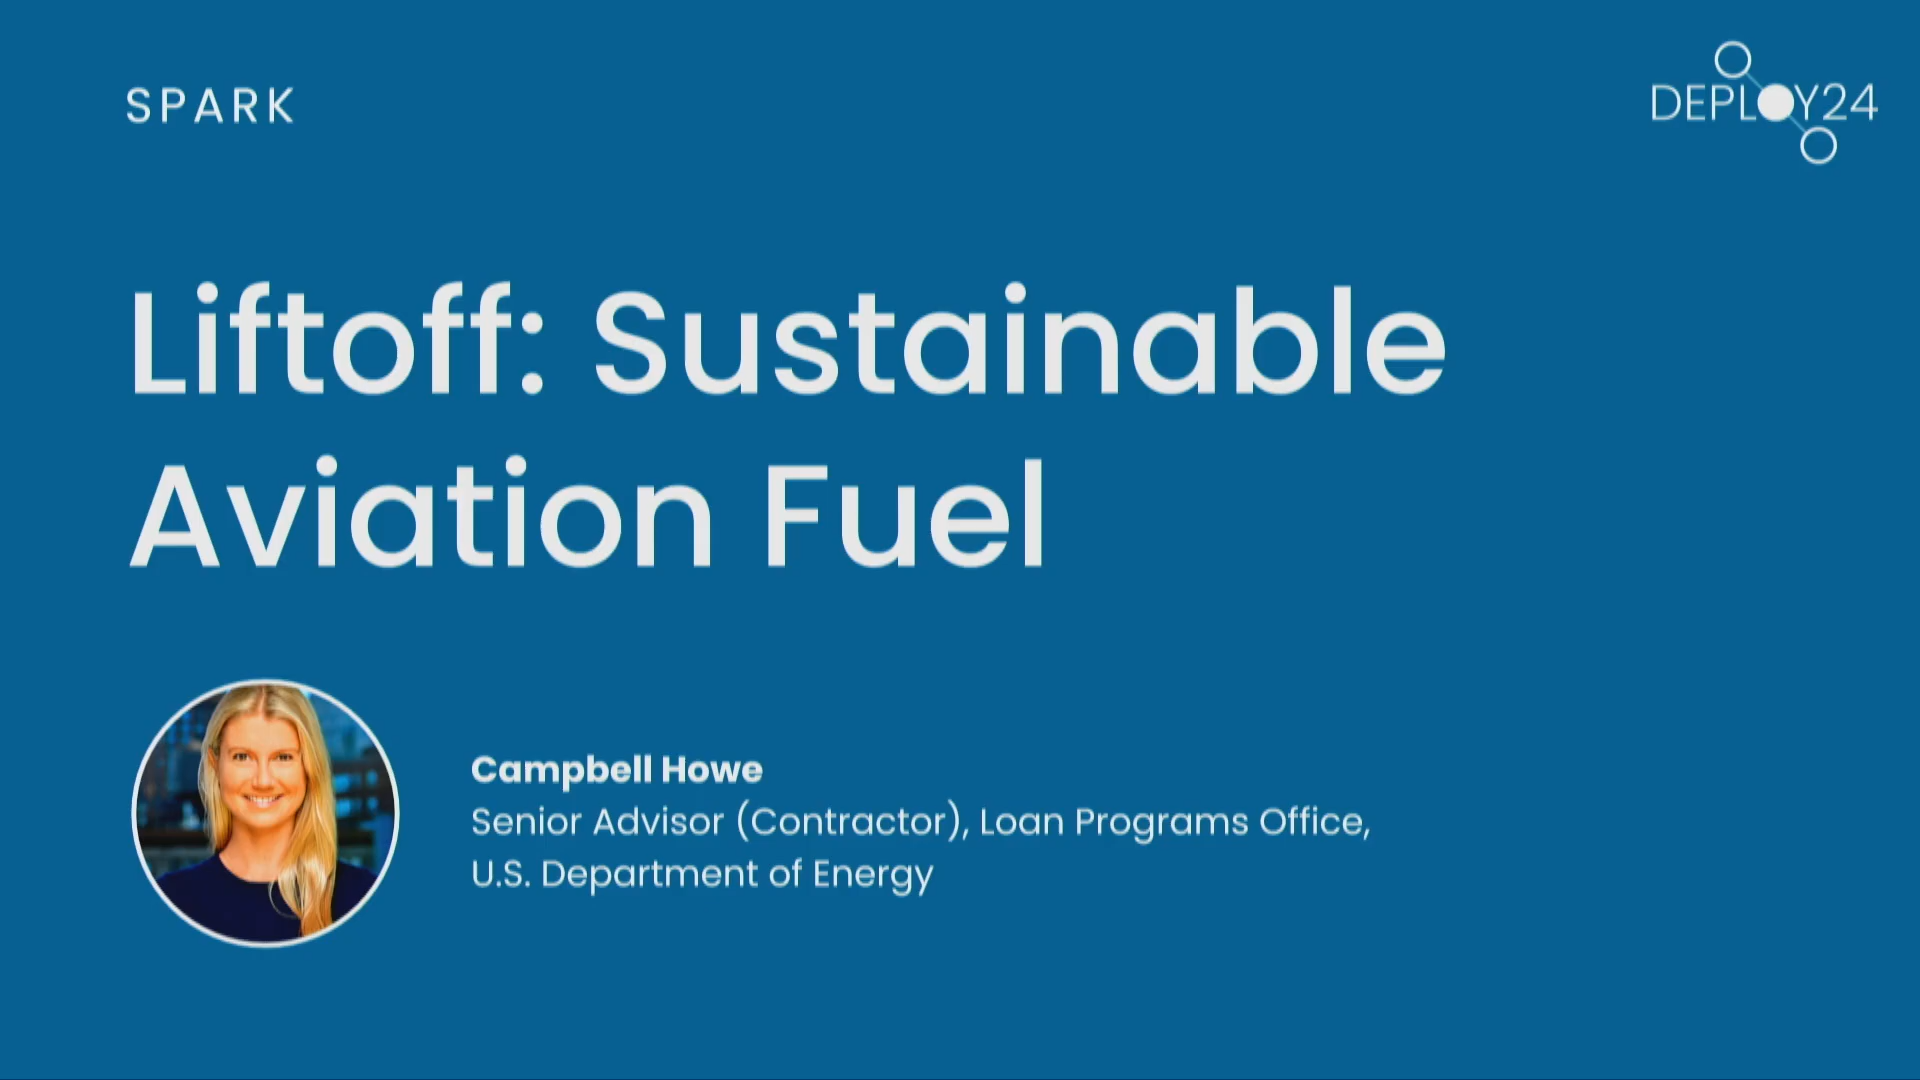 SPARK
DEPLOY24
Liftoff: Sustainable
Aviation Fuel
Campbell Howe
Senior Advisor (Contractor), Loan Programs Office,
U.S. Department of Energy